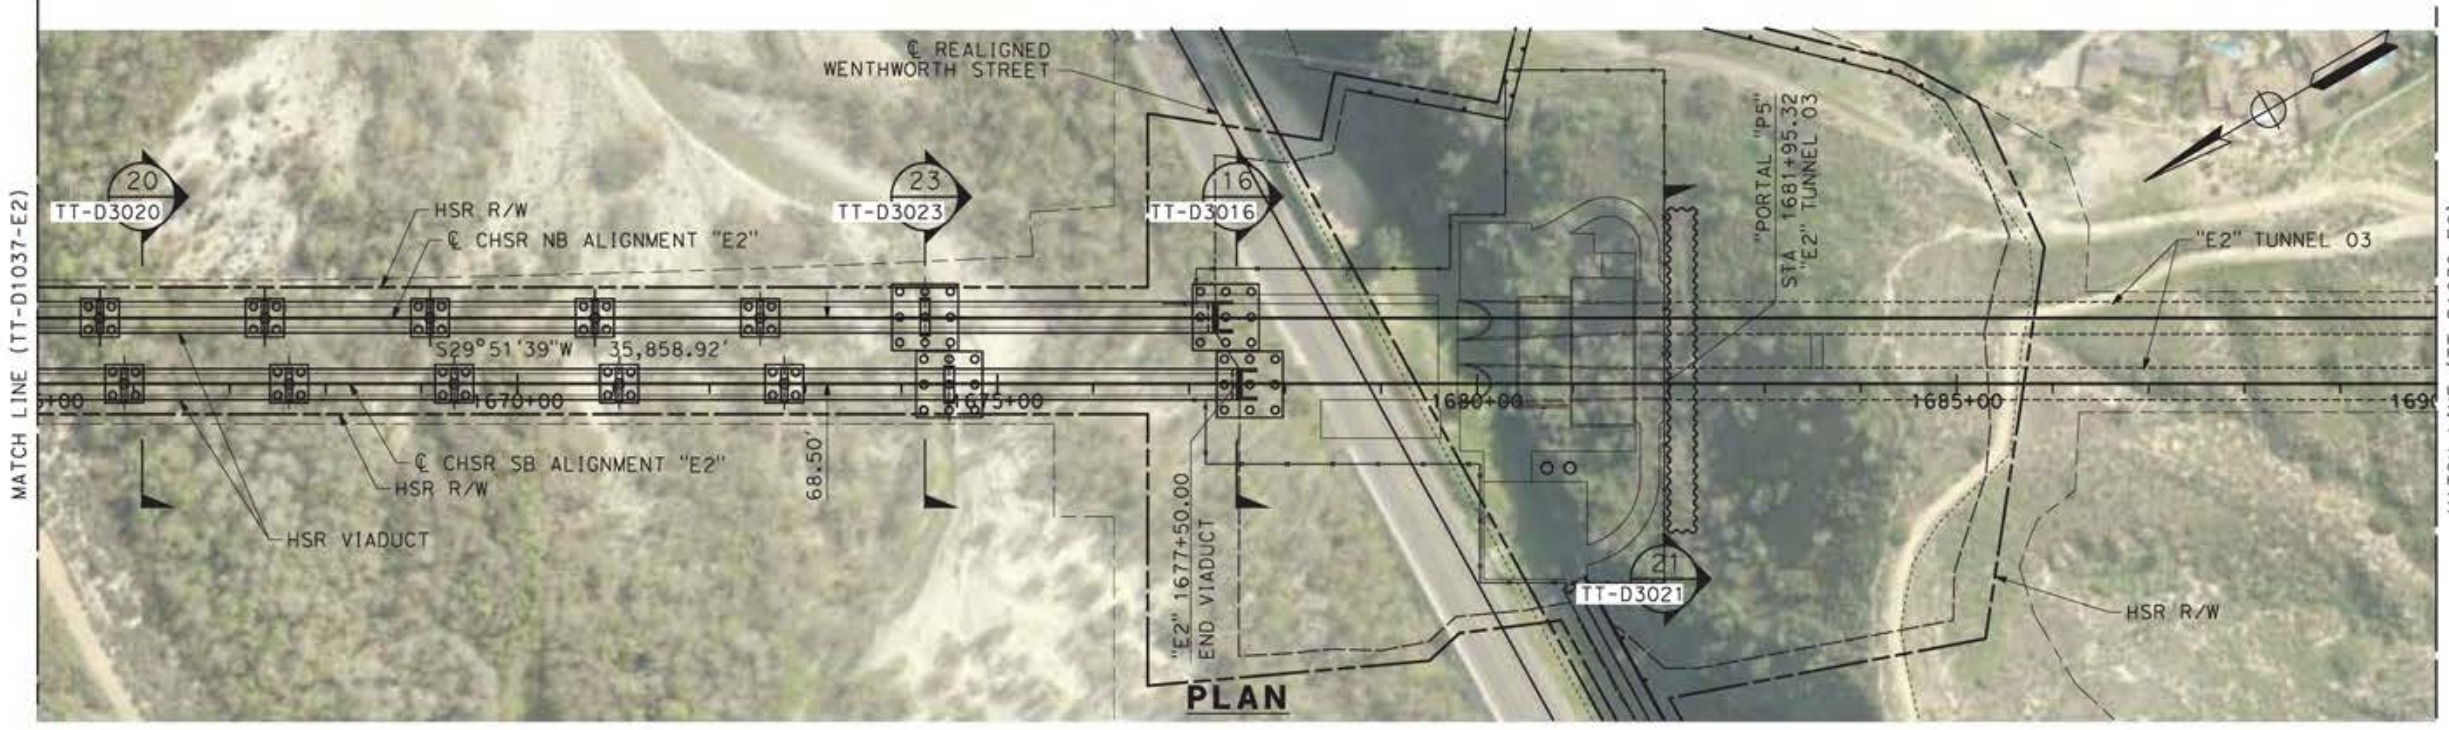 MATCH LINE (TT-D1037-E2)
℄ REALIGNED
WENTHWORTH STREET
20
TT-D3020
23
TT-D3023
16
TT-D3016
HSR R/W
℄ CHSR NB ALIGNMENT "E2"
"PORTAL "P5"
STA 1681+95.32
"E2" TUNNEL 03
"E2" TUNNEL 03
S29°51'39"W 35,858.92'
1670+00
1675+00
1680+00
1685+00
68.50'
℄ CHSR SB ALIGNMENT "E2"
HSR R/W
HSR VIADUCT
"E2" 1677+50.00
END VIADUCT
21
TT-D3021
HSR R/W
PLAN